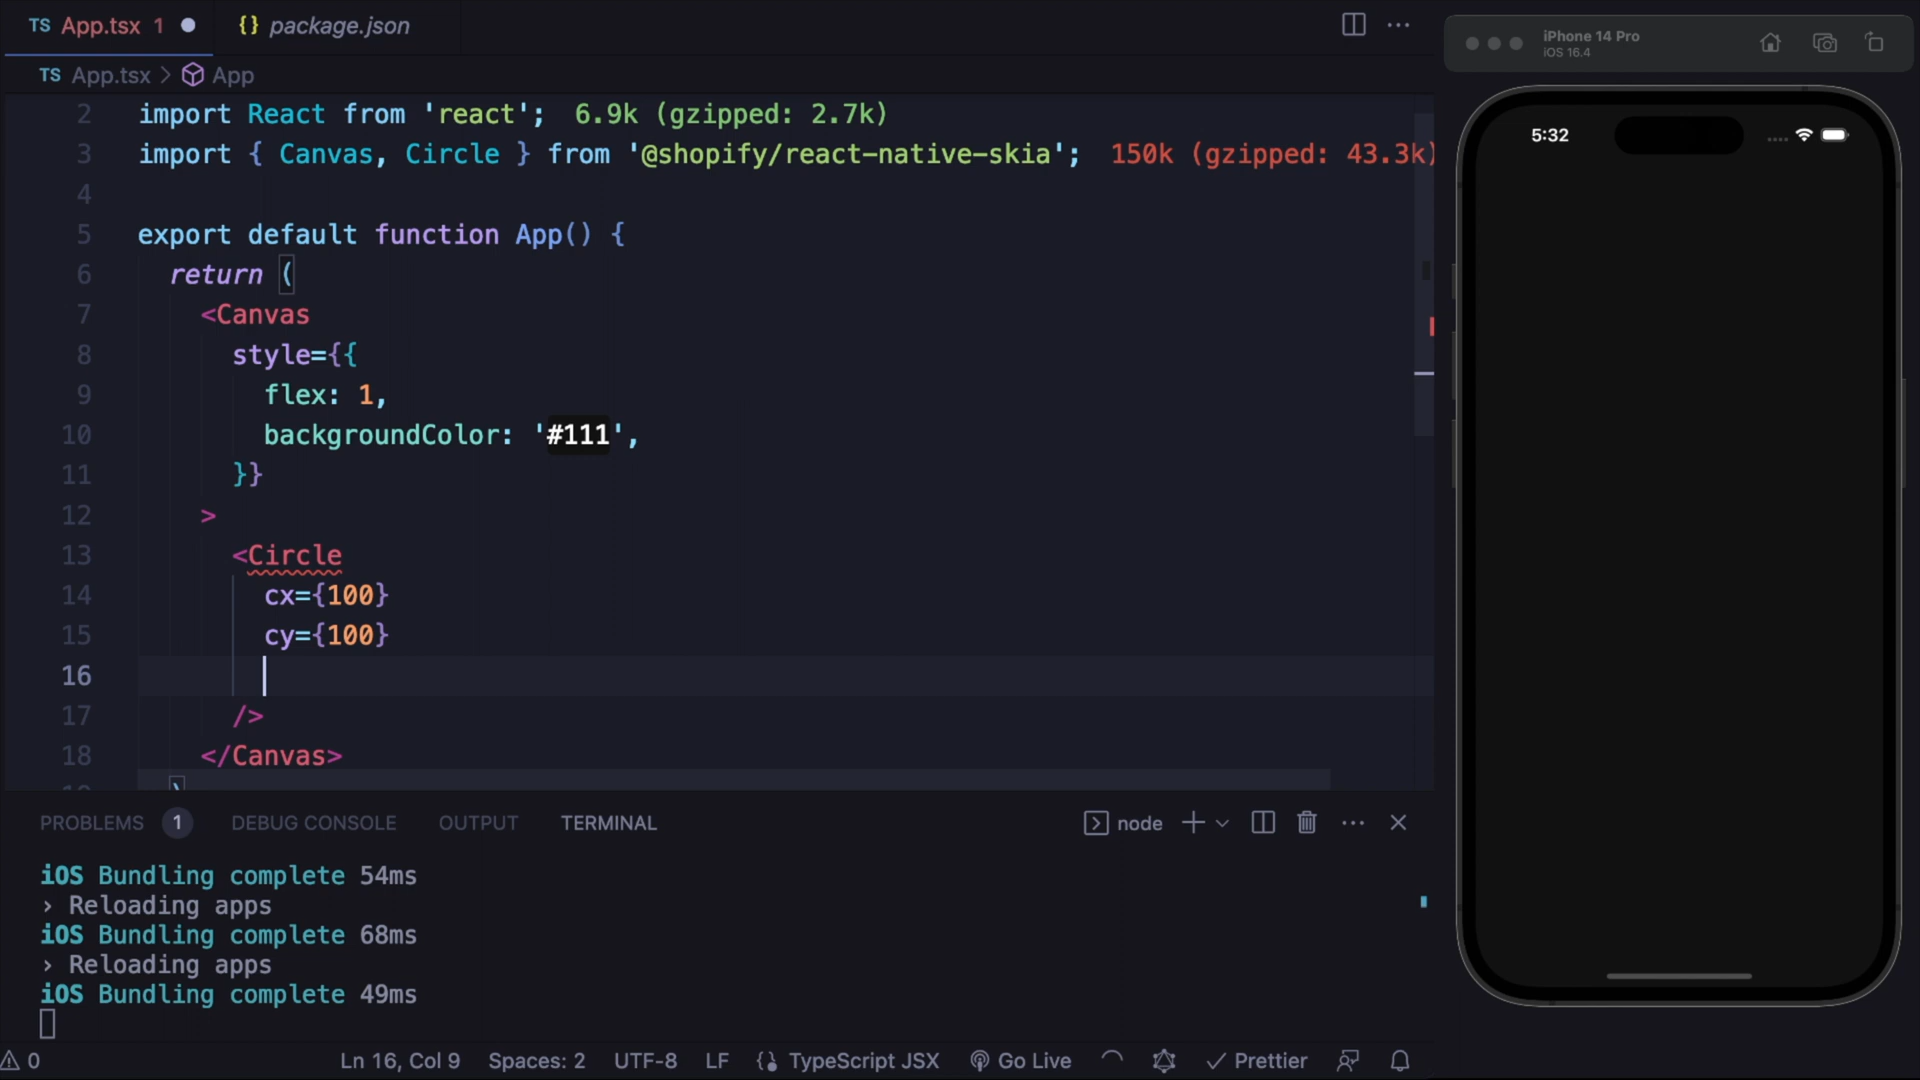 TS App.tsx 1 {} package.json
TS App.tsx > App
2 import React from 'react'; 6.9k (gzipped: 2.7k)
3 import { Canvas, Circle } from '@shopify/react-native-skia'; 150k (gzipped: 43.3k)
4
5 export default function App() {
6 return (
7 <Canvas
8 style={{
9 flex: 1,
10 backgroundColor: '#111',
11 }}
12 >
13 <Circle
14 cx={100}
15 cy={100}
16
17 />
18 </Canvas>
PROBLEMS 1 DEBUG CONSOLE OUTPUT TERMINAL node
iOS Bundling complete 54ms
› Reloading apps
iOS Bundling complete 68ms
› Reloading apps
iOS Bundling complete 49ms
0 Ln 16, Col 9 Spaces: 2 UTF-8 LF TypeScript JSX Go Live Prettier
iPhone 14 Pro
iOS 16.4
5:32